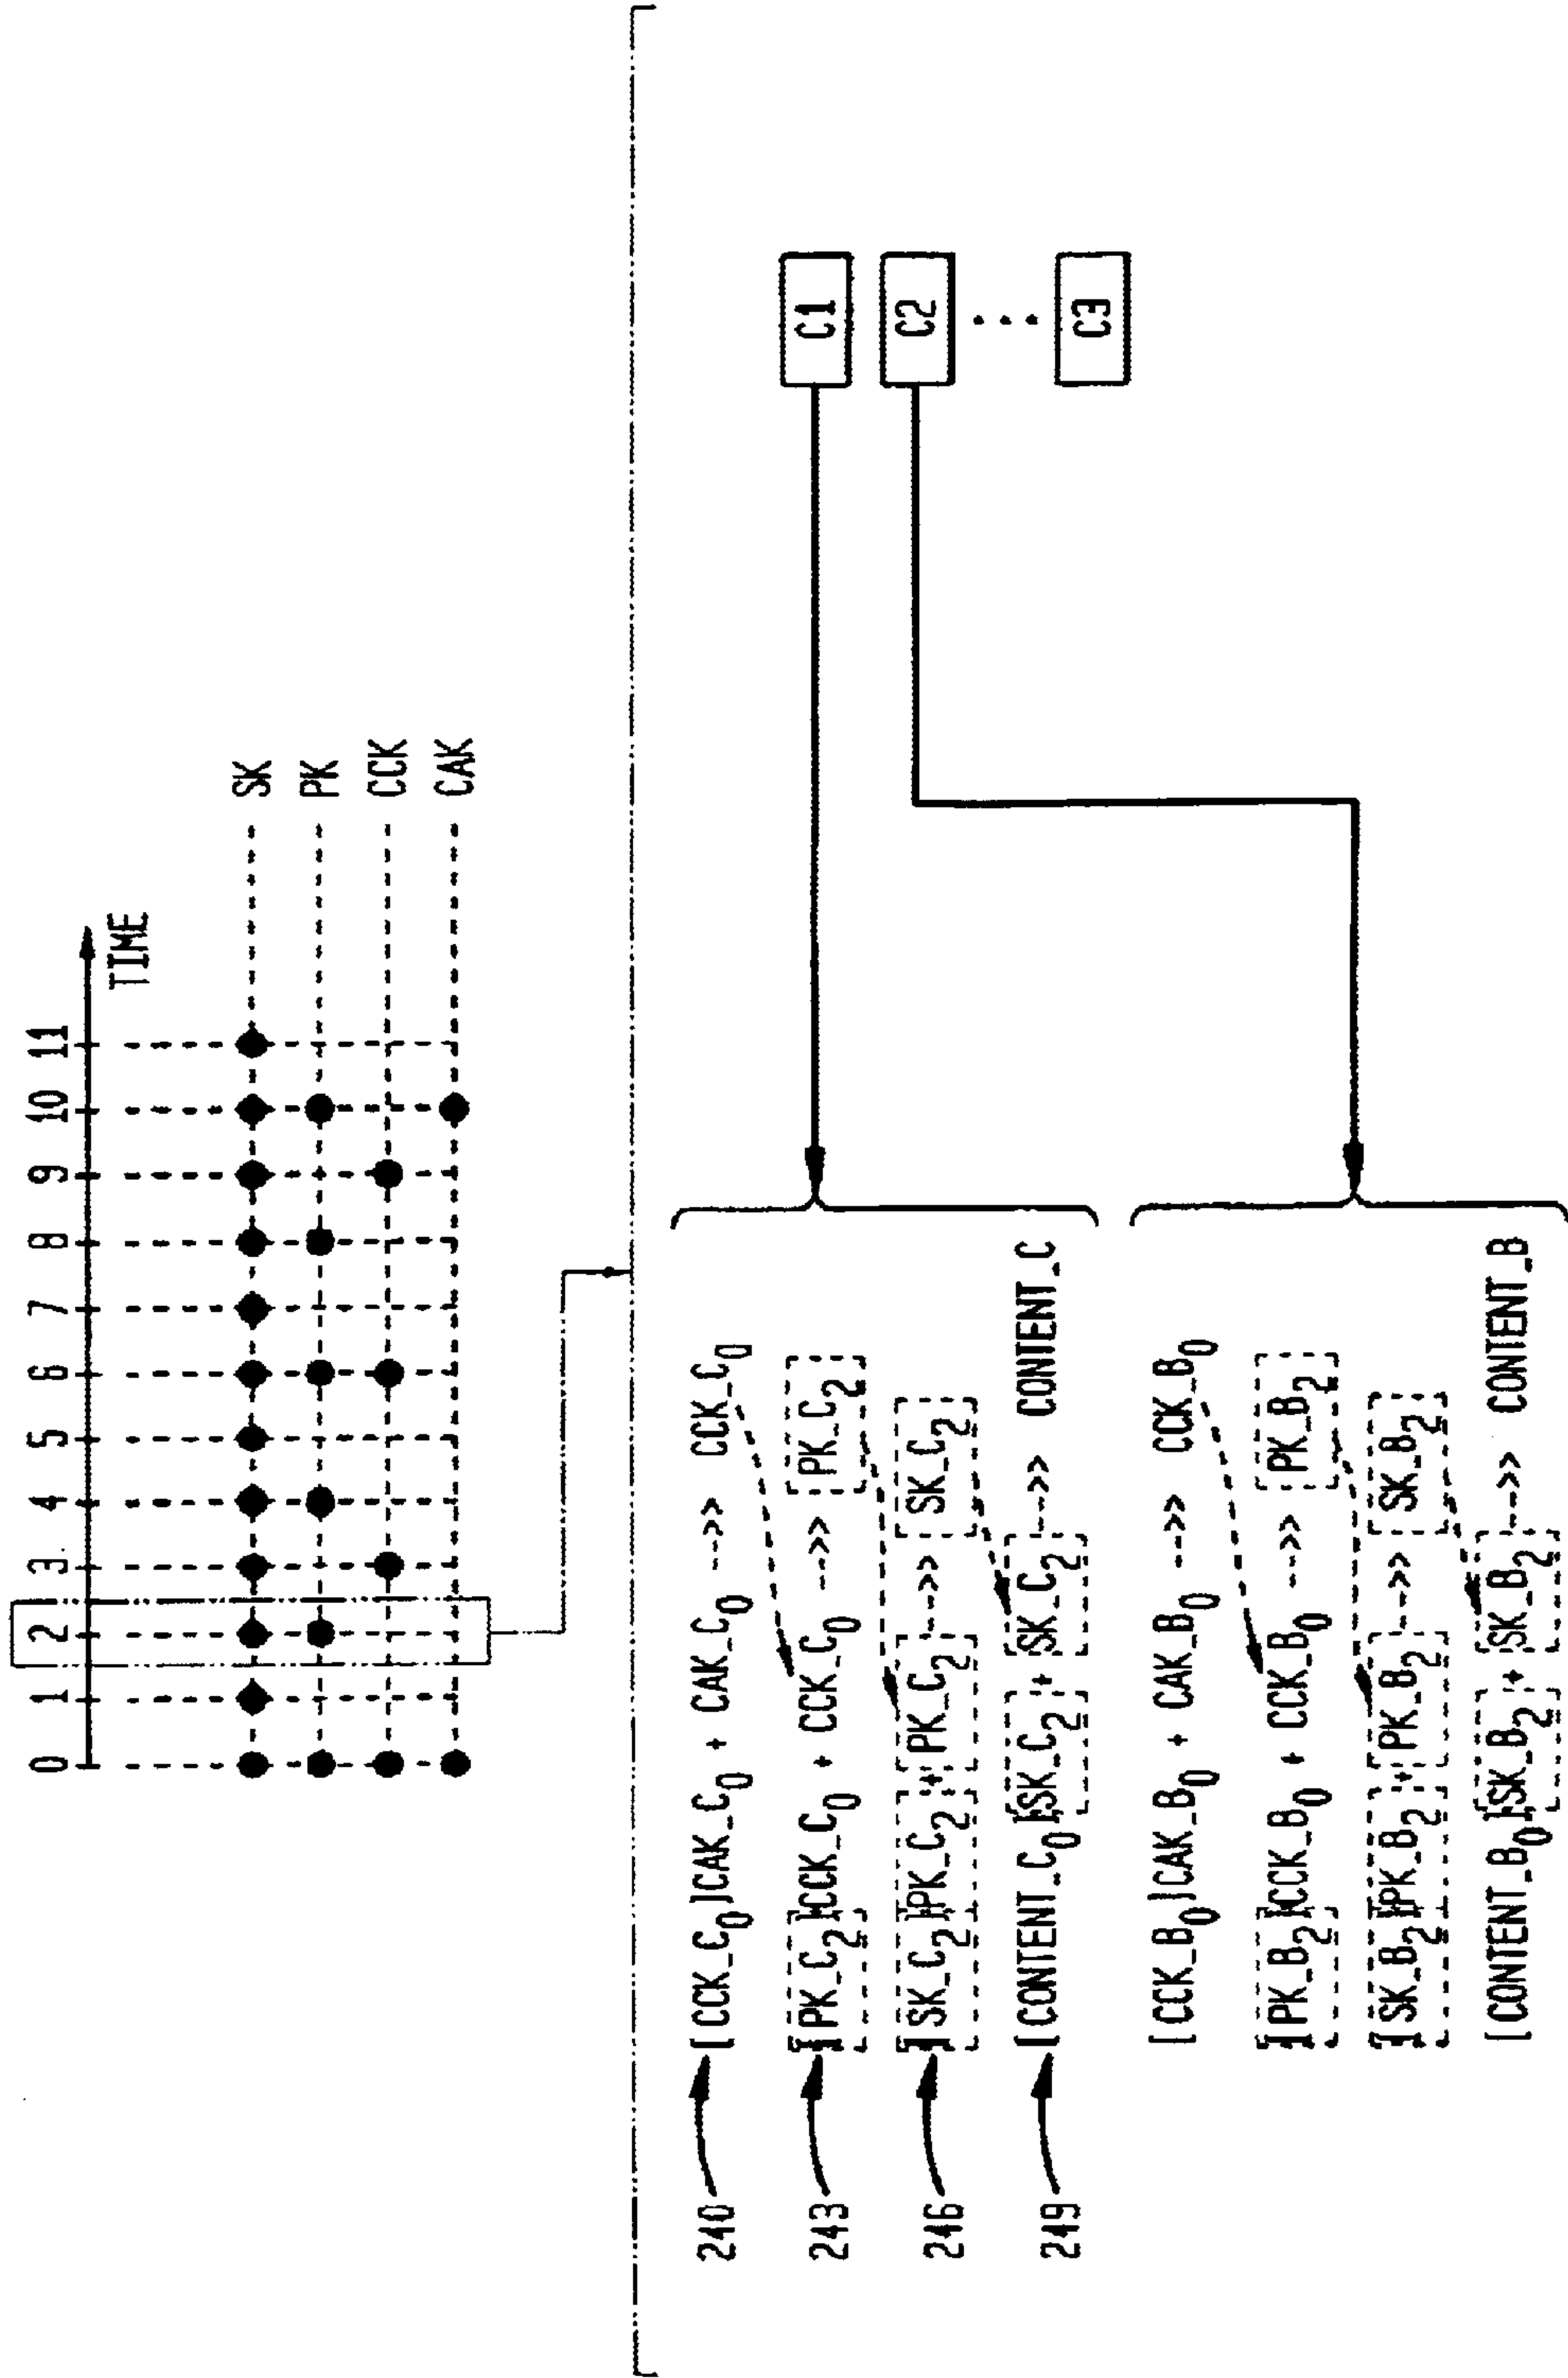 0 1 2 3 4 5 6 7 8 9 10 11
TIME
SK
PK
CCK
CAK
240 [CCK_C0]CAK_C0 + CAK_C0 -->> CCK_C0
243 [PK_C2]CCK_C0 + CCK_C0 -->> PK_C2
246 [SK_C2]PK_C2 + PK_C2 -->> SK_C2
249 [CONTENT_C0]SK_C2 + SK_C2 -->> CONTENT_C
[CCK_B0]CAK_B0 + CAK_B0 -->> CCK_B0
[PK_B2]CCK_B0 + CCK_B0 -->> PK_B2
[SK_B2]PK_B2 + PK_B2 -->> SK_B2
[CONTENT_B0]SK_B2 + SK_B2 -->> CONTENT_B
C1
C2
...
C3